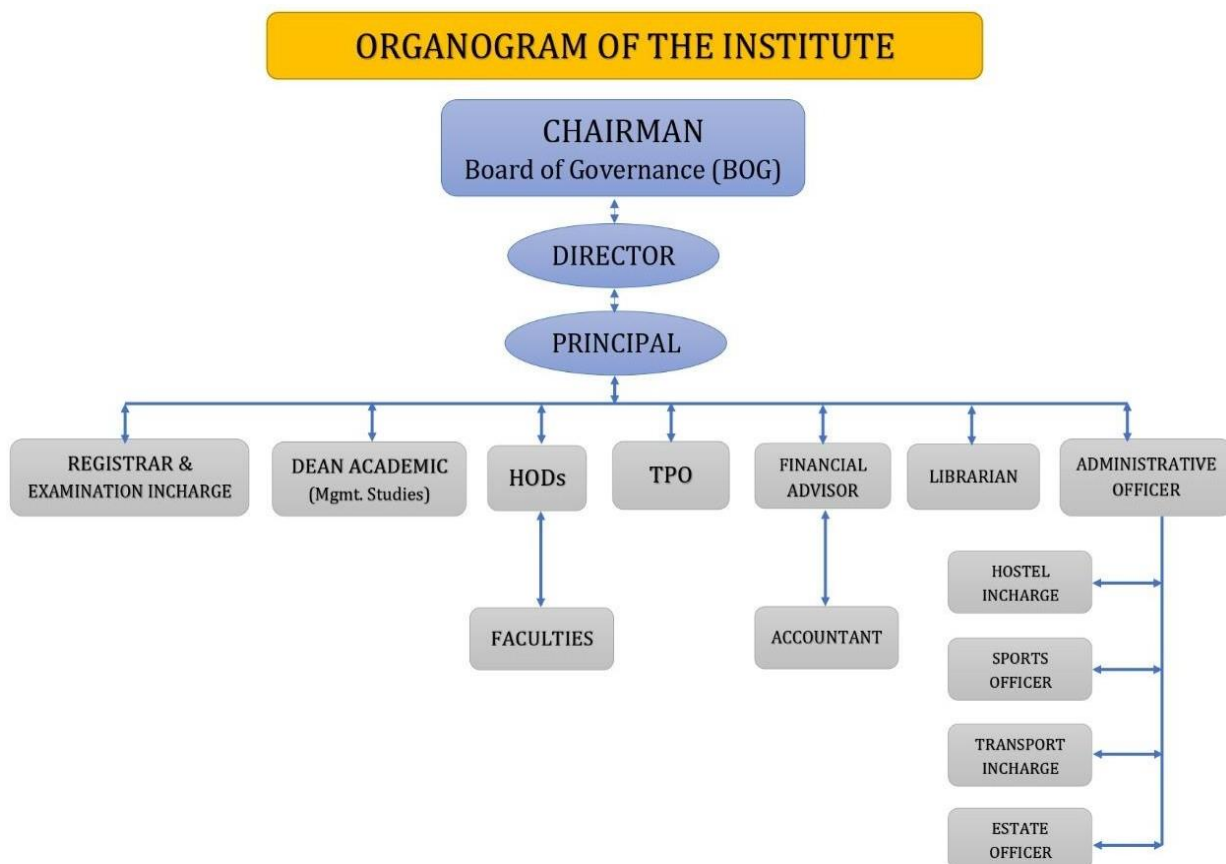 ORGANOGRAM OF THE INSTITUTE
CHAIRMAN
Board of Governance (BOG)
DIRECTOR
PRINCIPAL
REGISTRAR &
EXAMINATION INCHARGE
DEAN ACADEMIC
(Mgmt. Studies)
HODs
TPO
FINANCIAL
ADVISOR
LIBRARIAN
ADMINISTRATIVE
OFFICER
FACULTIES
ACCOUNTANT
HOSTEL
INCHARGE
SPORTS
OFFICER
TRANSPORT
INCHARGE
ESTATE
OFFICER